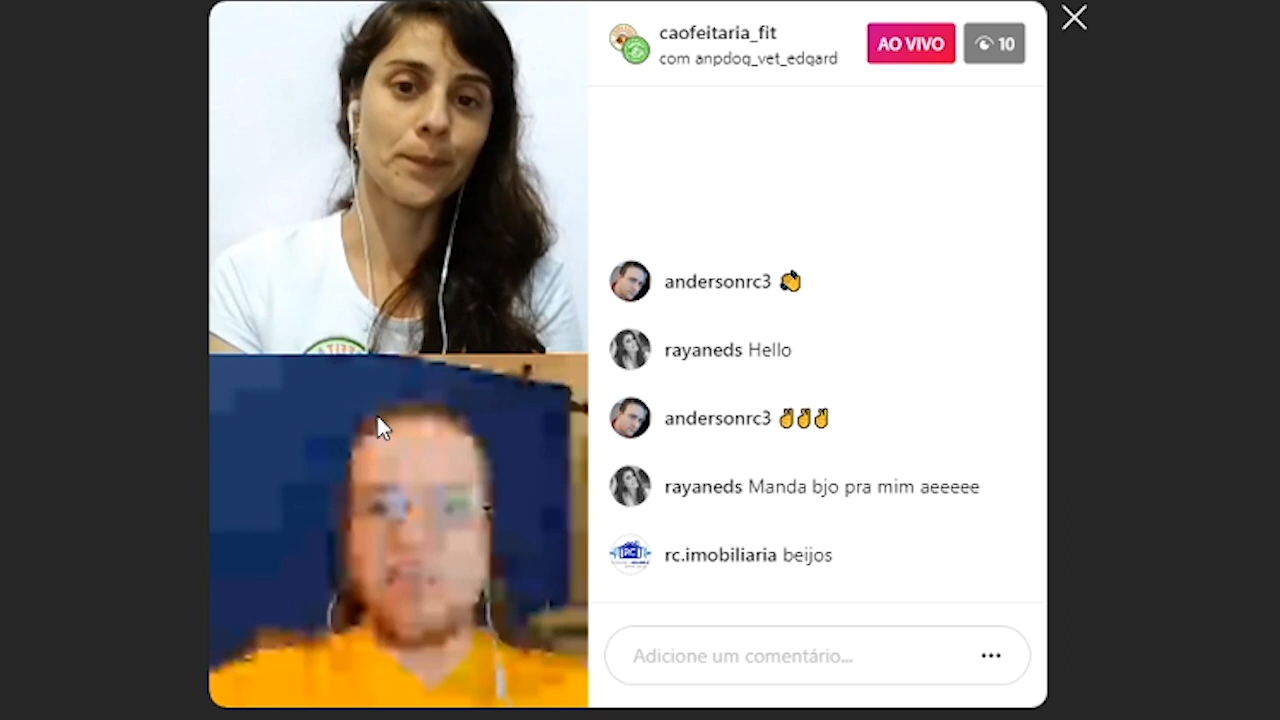 caofeitaria_fit
com anpdog_vet_edgard
AO VIVO
10
andersonrc3 👏
rayaneds Hello
andersonrc3 ✌✌✌
rayaneds Manda bjo pra mim aeeeee
rc.imobiliaria beijos
Adicione um comentário...